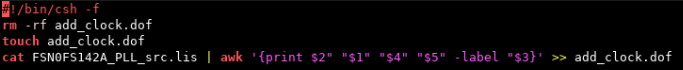 #!/bin/csh -f
rm -rf add_clock.dof
touch add_clock.dof
cat FSN0FS142A_PLL_src.lis | awk '{print $2" "$1" "$4" "$5" -label "$3}' >> add_clock.dof